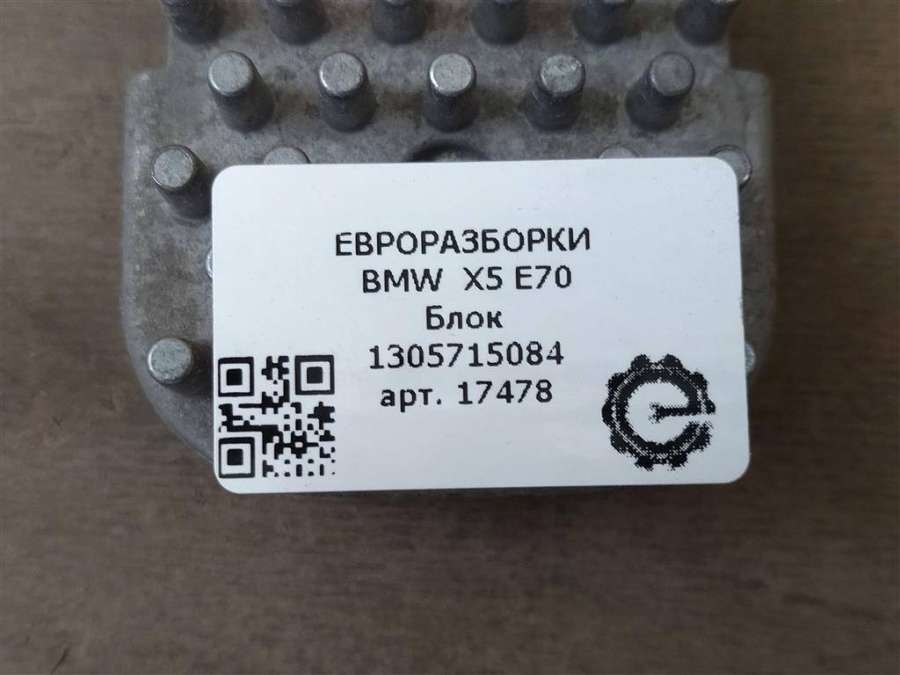 ЕВРОРАЗБОРКИ
BMW X5 E70
Блок
1305715084
арт. 17478